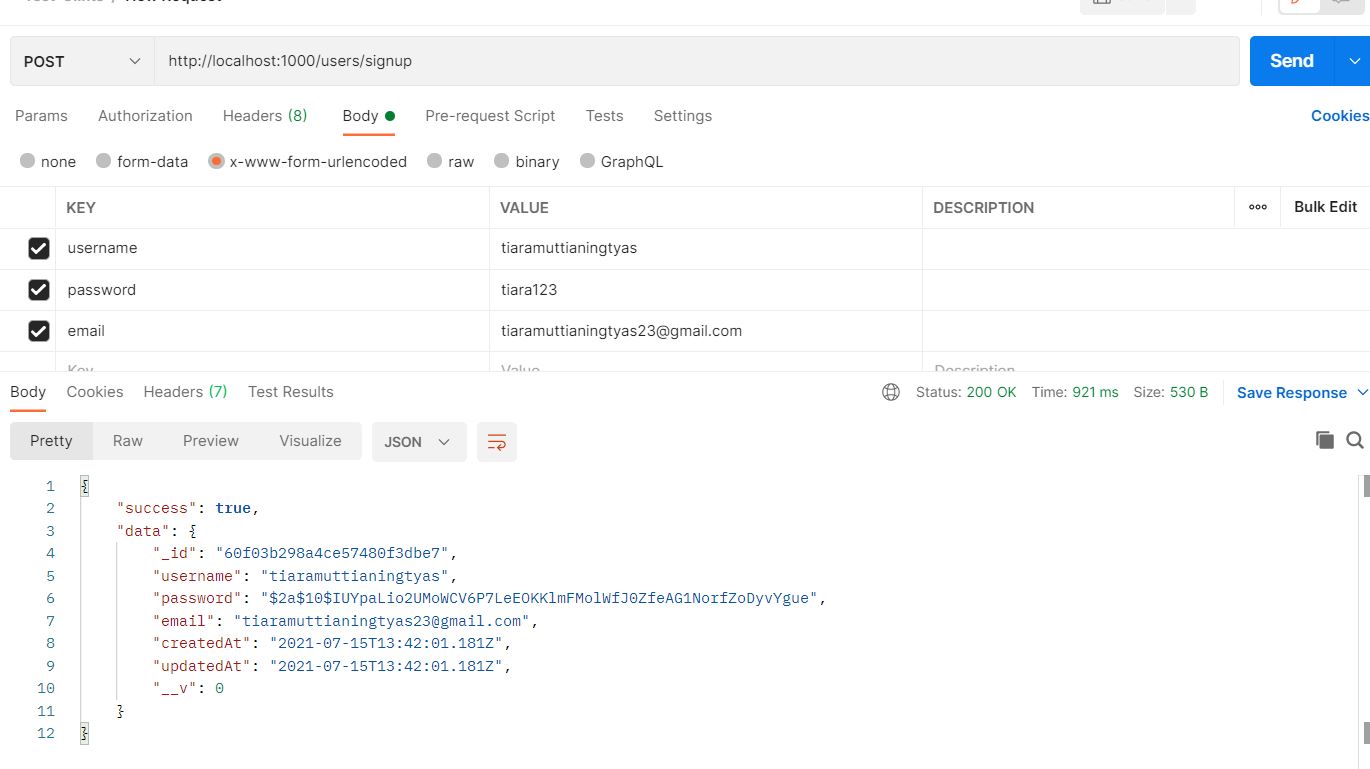 POST http://localhost:1000/users/signup Send
Params Authorization Headers (8) Body Pre-request Script Tests Settings Cookies
none form-data x-www-form-urlencoded raw binary GraphQL
KEY VALUE DESCRIPTION ooo Bulk Edit
username tiaramuttianingtyas
password tiara123
email tiaramuttianingtyas23@gmail.com
Key Value Description
Body Cookies Headers (7) Test Results Status: 200 OK Time: 921 ms Size: 530 B Save Response
Pretty Raw Preview Visualize JSON
1 {
2 "success": true,
3 "data": {
4 "_id": "60f03b298a4ce57480f3dbe7",
5 "username": "tiaramuttianingtyas",
6 "password": "$2a$10$IUYpaLio2UMoWCV6P7LeEOKKlmFMolWfJ0ZfeAG1NorfZoDyvYgue",
7 "email": "tiaramuttianingtyas23@gmail.com",
8 "createdAt": "2021-07-15T13:42:01.181Z",
9 "updatedAt": "2021-07-15T13:42:01.181Z",
10 "__v": 0
11 }
12 }